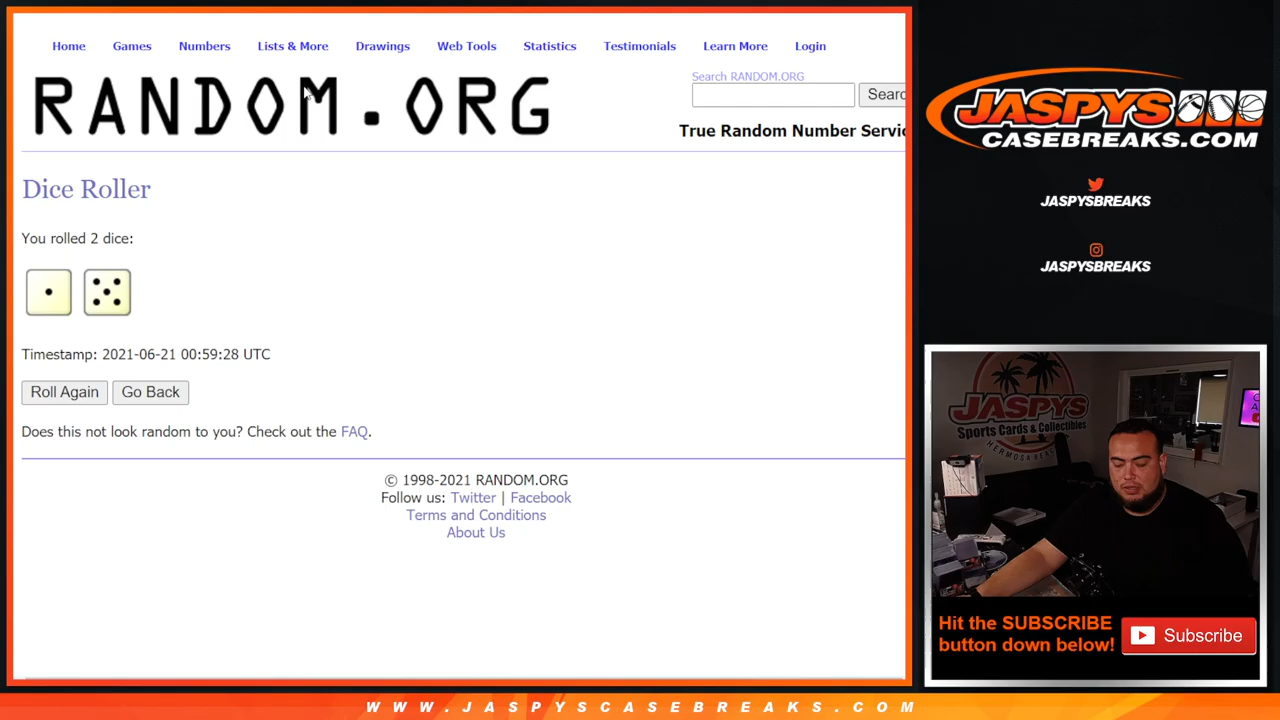 Home Games Numbers Lists & More Drawings Web Tools Statistics Testimonials Learn More Login
RANDOM.ORG
Search RANDOM.ORG
Searc
True Random Number Servic
Dice Roller
You rolled 2 dice:
Timestamp: 2021-06-21 00:59:28 UTC
Roll Again Go Back
Does this not look random to you? Check out the FAQ.
© 1998-2021 RANDOM.ORG
Follow us: Twitter | Facebook
Terms and Conditions
About Us
JASPYS
CASEBREAKS.COM
JASPYSBREAKS
JASPYSBREAKS
JASPYS
Sports Cards & Collectibles
HERMOSA BEACH
Hit the SUBSCRIBE
button down below!
Subscribe
WWW.JASPYSCASEBREAKS.COM